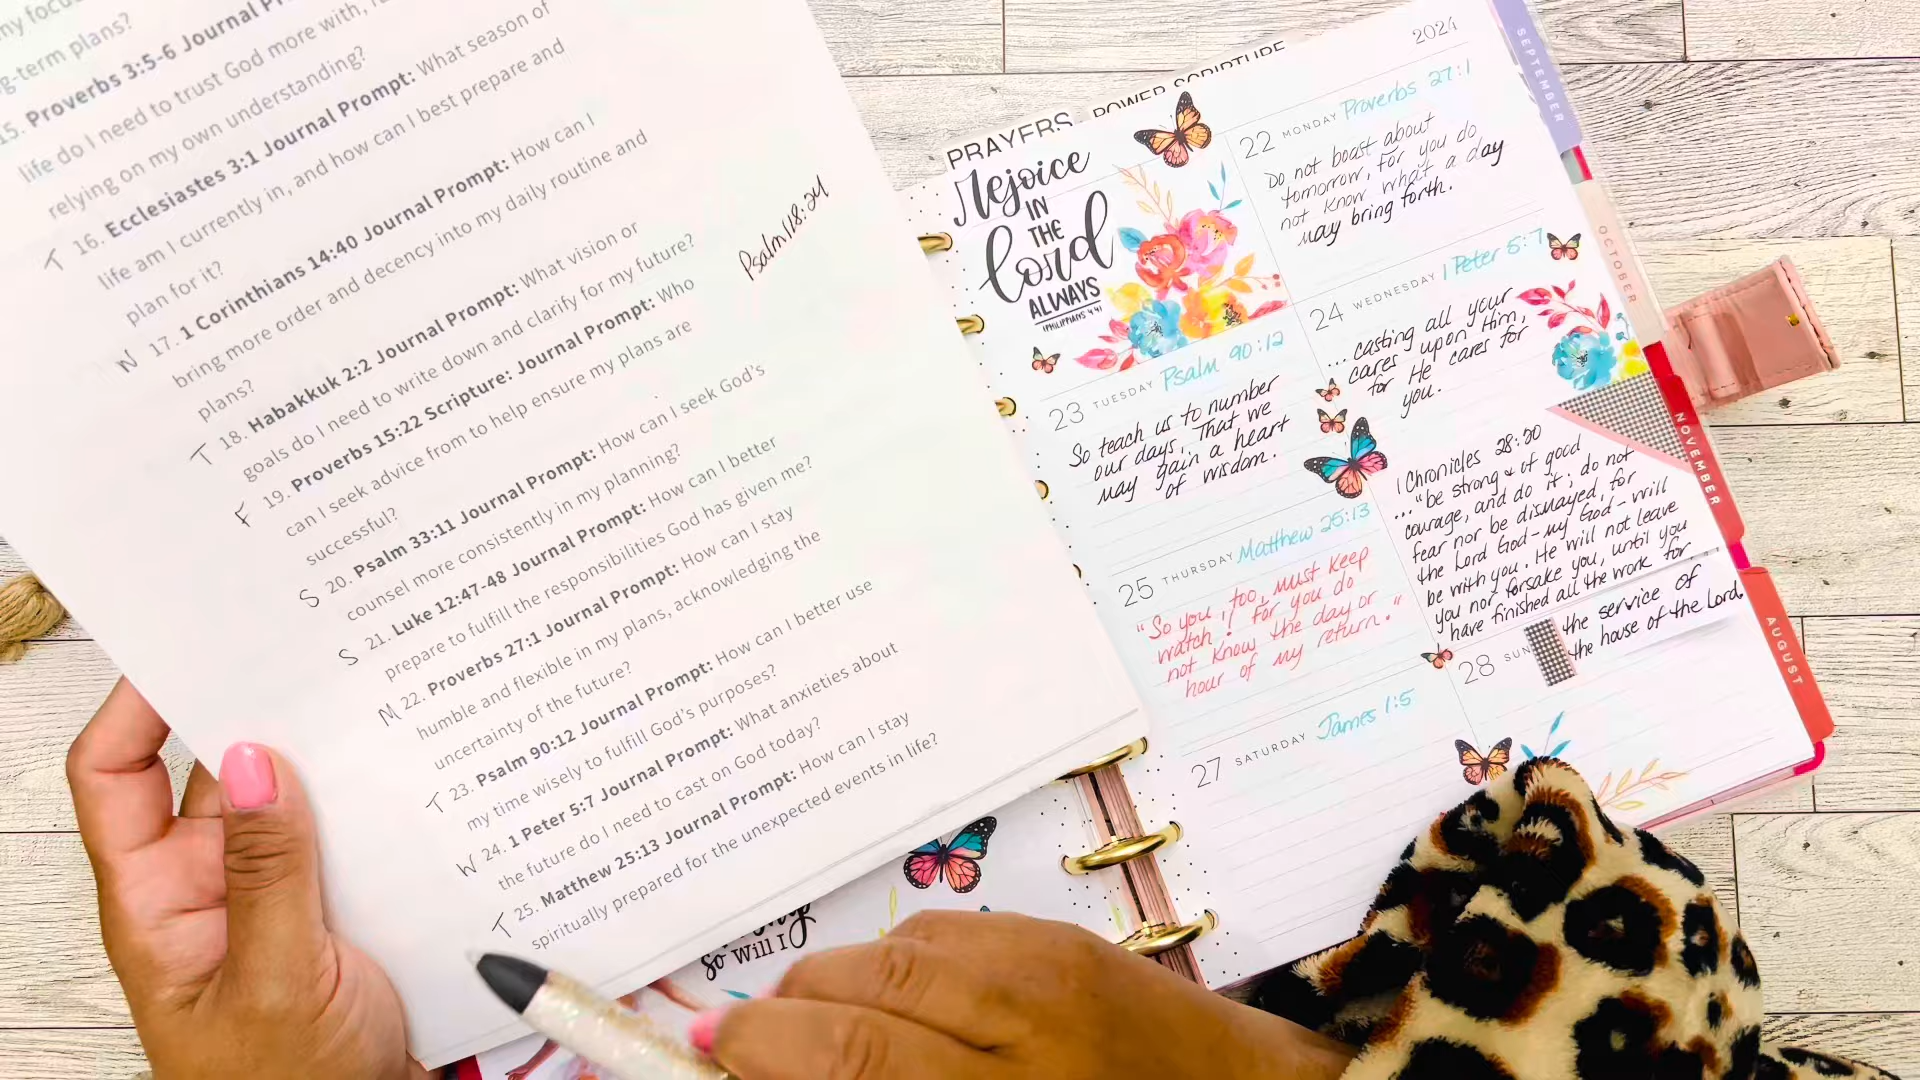 my focus
g-term plans?
15. Proverbs 3:5-6 Journal Pr
life do I need to trust God more with,
relying on my own understanding?
T 16. Ecclesiastes 3:1 Journal Prompt: What season of
life am I currently in, and how can I best prepare and
plan for it?
W 17. 1 Corinthians 14:40 Journal Prompt: How can I
bring more order and decency into my daily routine and
plans?
T 18. Habakkuk 2:2 Journal Prompt: What vision or
goals do I need to write down and clarify for my future?
F 19. Proverbs 15:22 Scripture: Journal Prompt: Who
can I seek advice from to help ensure my plans are
successful?
S 20. Psalm 33:11 Journal Prompt: How can I seek God's
counsel more consistently in my planning?
S 21. Luke 12:47-48 Journal Prompt: How can I better
prepare to fulfill the responsibilities God has given me?
M 22. Proverbs 27:1 Journal Prompt: How can I stay
humble and flexible in my plans, acknowledging the
uncertainty of the future?
T 23. Psalm 90:12 Journal Prompt: How can I better use
my time wisely to fulfill God's purposes?
W 24. 1 Peter 5:7 Journal Prompt: What anxieties about
the future do I need to cast on God today?
T 25. Matthew 25:13 Journal Prompt: How can I stay
spiritually prepared for the unexpected events in life?
Psalm 118:24
So Will I
PRAYERS
POWER SCRIPTURE
2024
Rejoice
IN
THE
Lord
ALWAYS
(PHILIPPIANS 4:4)
22 MONDAY Proverbs 27:1
Do not boast about
tomorrow, for you do
not know what a day
may bring forth.
23 TUESDAY Psalm 90:12
So teach us to number
our days, That we
may gain a heart
of wisdom.
24 WEDNESDAY 1 Peter 5:7
... casting all your
cares upon Him,
for He cares for
you.
25 THURSDAY Matthew 25:13
"So you, too, must keep
watch! For you do
not know the day or
hour of my return."
1 Chronicles 28:20
... "be strong & of good
courage, and do it; do not
fear nor be dismayed, for
the Lord God-my God-will
be with you. He will not leave
you nor forsake you, until you
have finished all the work for
the service of
the house of the Lord.
27 SATURDAY James 1:5
28 SUN
SEPTEMBER
OCTOBER
NOVEMBER
AUGUST